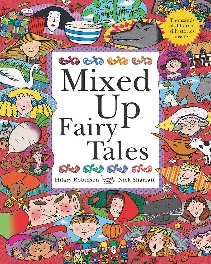 Mixed
Up
Fairy
Tales
Hilary Robinson
Nick Sharratt